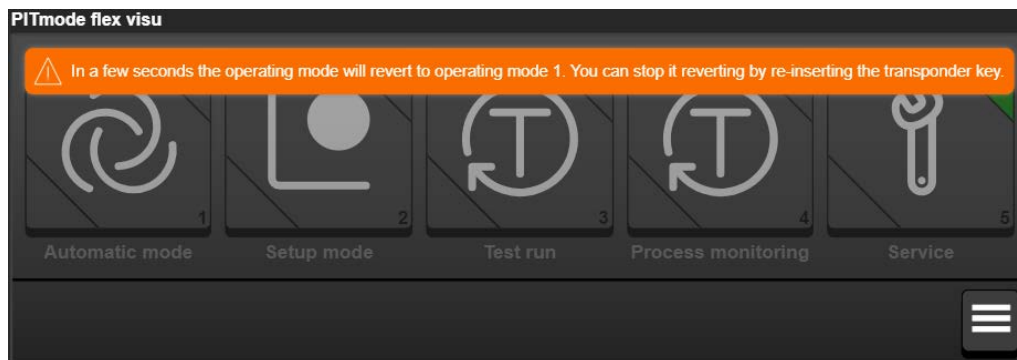 PITmode flex visu
In a few seconds the operating mode will revert to operating mode 1. You can stop it reverting by re-inserting the transponder key.
T T
1 2 3 4 5
Automatic mode Setup mode Test run Process monitoring Service